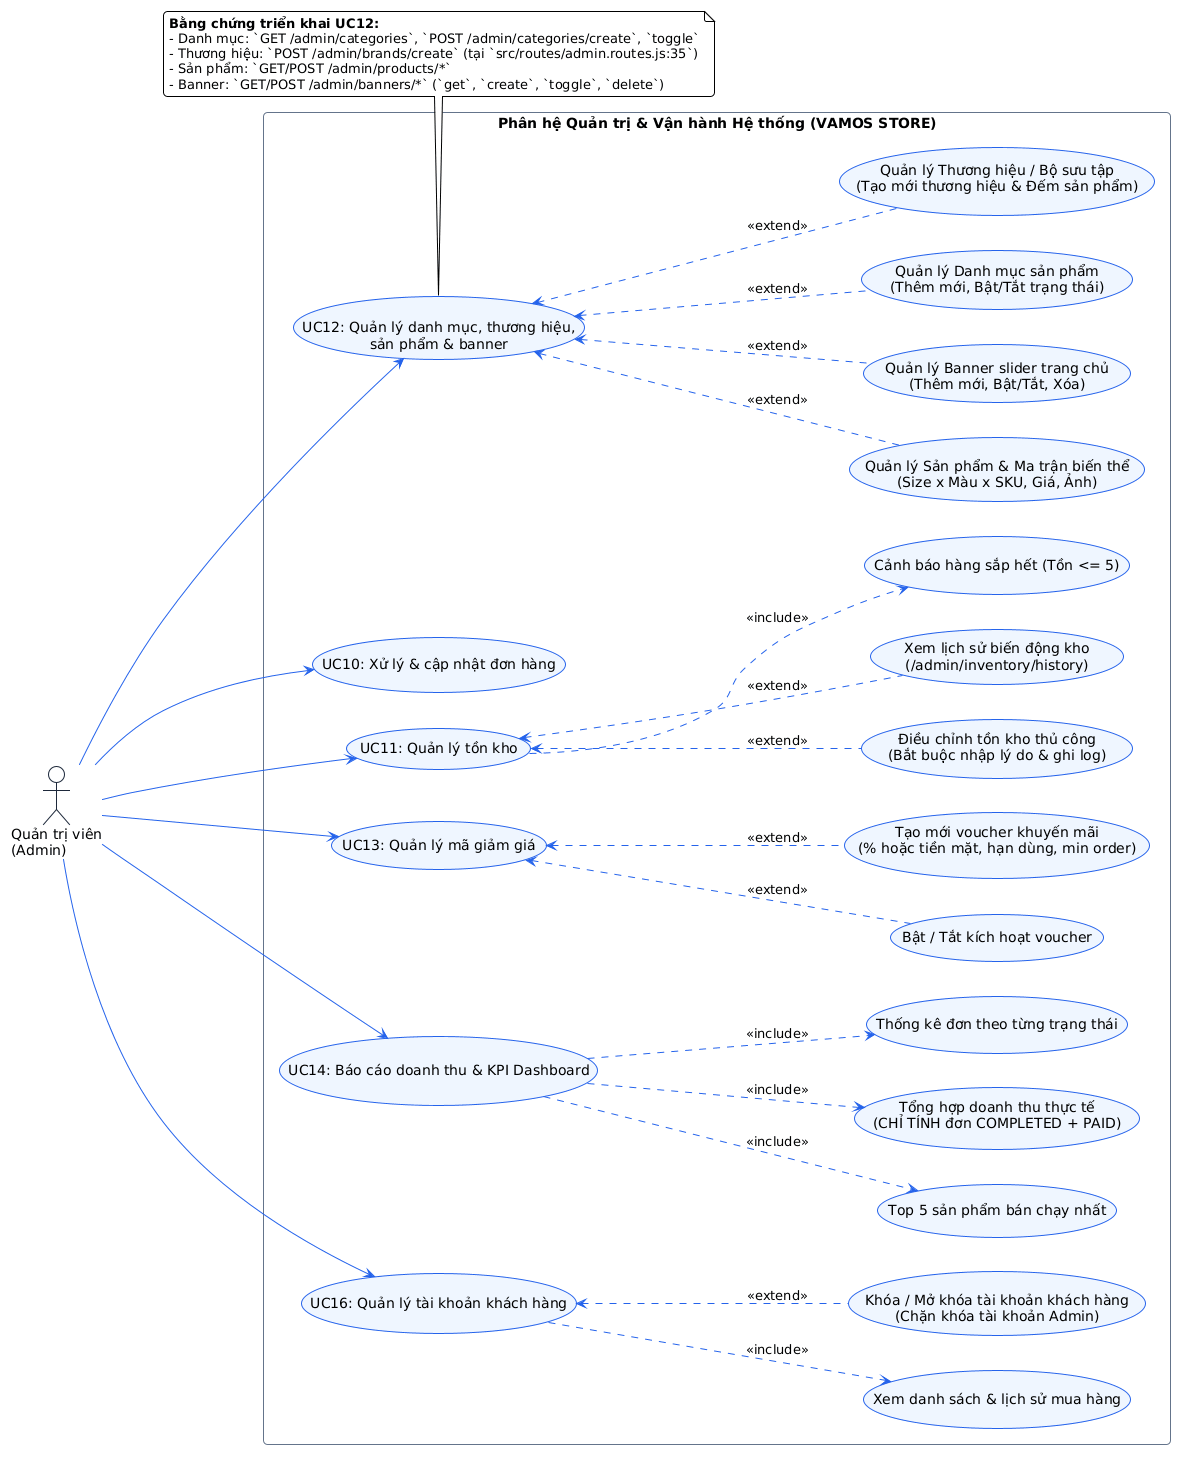 Bằng chứng triển khai UC12:
- Danh mục: `GET /admin/categories`, `POST /admin/categories/create`, `toggle`
- Thương hiệu: `POST /admin/brands/create` (tại `src/routes/admin.routes.js:35`)
- Sản phẩm: `GET/POST /admin/products/*`
- Banner: `GET/POST /admin/banners/*` (`get`, `create`, `toggle`, `delete`)
Phân hệ Quản trị & Vận hành Hệ thống (VAMOS STORE)
Quản lý Thương hiệu / Bộ sưu tập
(Tạo mới thương hiệu & Đếm sản phẩm)
«extend»
Quản lý Danh mục sản phẩm
(Thêm mới, Bật/Tắt trạng thái)
«extend»
UC12: Quản lý danh mục, thương hiệu,
sản phẩm & banner
«extend»
Quản lý Banner slider trang chủ
(Thêm mới, Bật/Tắt, Xóa)
«extend»
Quản lý Sản phẩm & Ma trận biến thể
(Size x Màu x SKU, Giá, Ảnh)
Cảnh báo hàng sắp hết (Tồn <= 5)
«include»
Xem lịch sử biến động kho
(/admin/inventory/history)
UC10: Xử lý & cập nhật đơn hàng
«extend»
UC11: Quản lý tồn kho
«extend»
Điều chỉnh tồn kho thủ công
(Bắt buộc nhập lý do & ghi log)
Quản trị viên
(Admin)
UC13: Quản lý mã giảm giá
«extend»
Tạo mới voucher khuyến mãi
(% hoặc tiền mặt, hạn dùng, min order)
«extend»
Bật / Tắt kích hoạt voucher
Thống kê đơn theo từng trạng thái
«include»
UC14: Báo cáo doanh thu & KPI Dashboard
«include»
Tổng hợp doanh thu thực tế
(CHỈ TÍNH đơn COMPLETED + PAID)
«include»
Top 5 sản phẩm bán chạy nhất
UC16: Quản lý tài khoản khách hàng
«extend»
Khóa / Mở khóa tài khoản khách hàng
(Chặn khóa tài khoản Admin)
«include»
Xem danh sách & lịch sử mua hàng